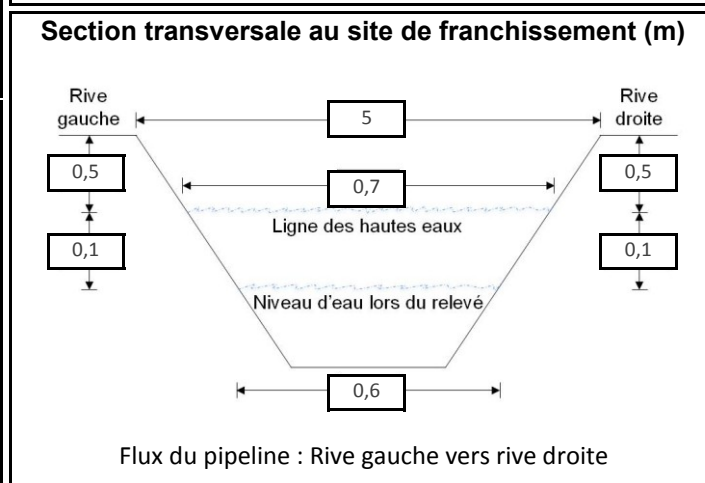 Section transversale au site de franchissement (m)
Rive gauche
Rive droite
5
0,5
0,7
0,5
Ligne des hautes eaux
0,1
0,1
Niveau d'eau lors du relevé
0,6
Flux du pipeline : Rive gauche vers rive droite